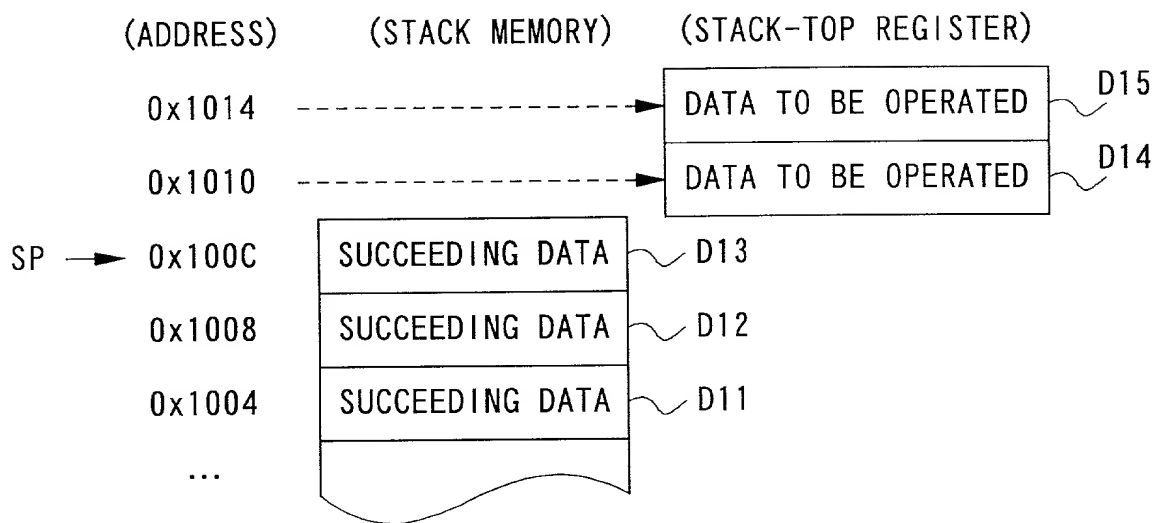 (ADDRESS) (STACK MEMORY) (STACK-TOP REGISTER)
0x1014 DATA TO BE OPERATED D15
0x1010 DATA TO BE OPERATED D14
SP 0x100C SUCCEEDING DATA D13
0x1008 SUCCEEDING DATA D12
0x1004 SUCCEEDING DATA D11
...